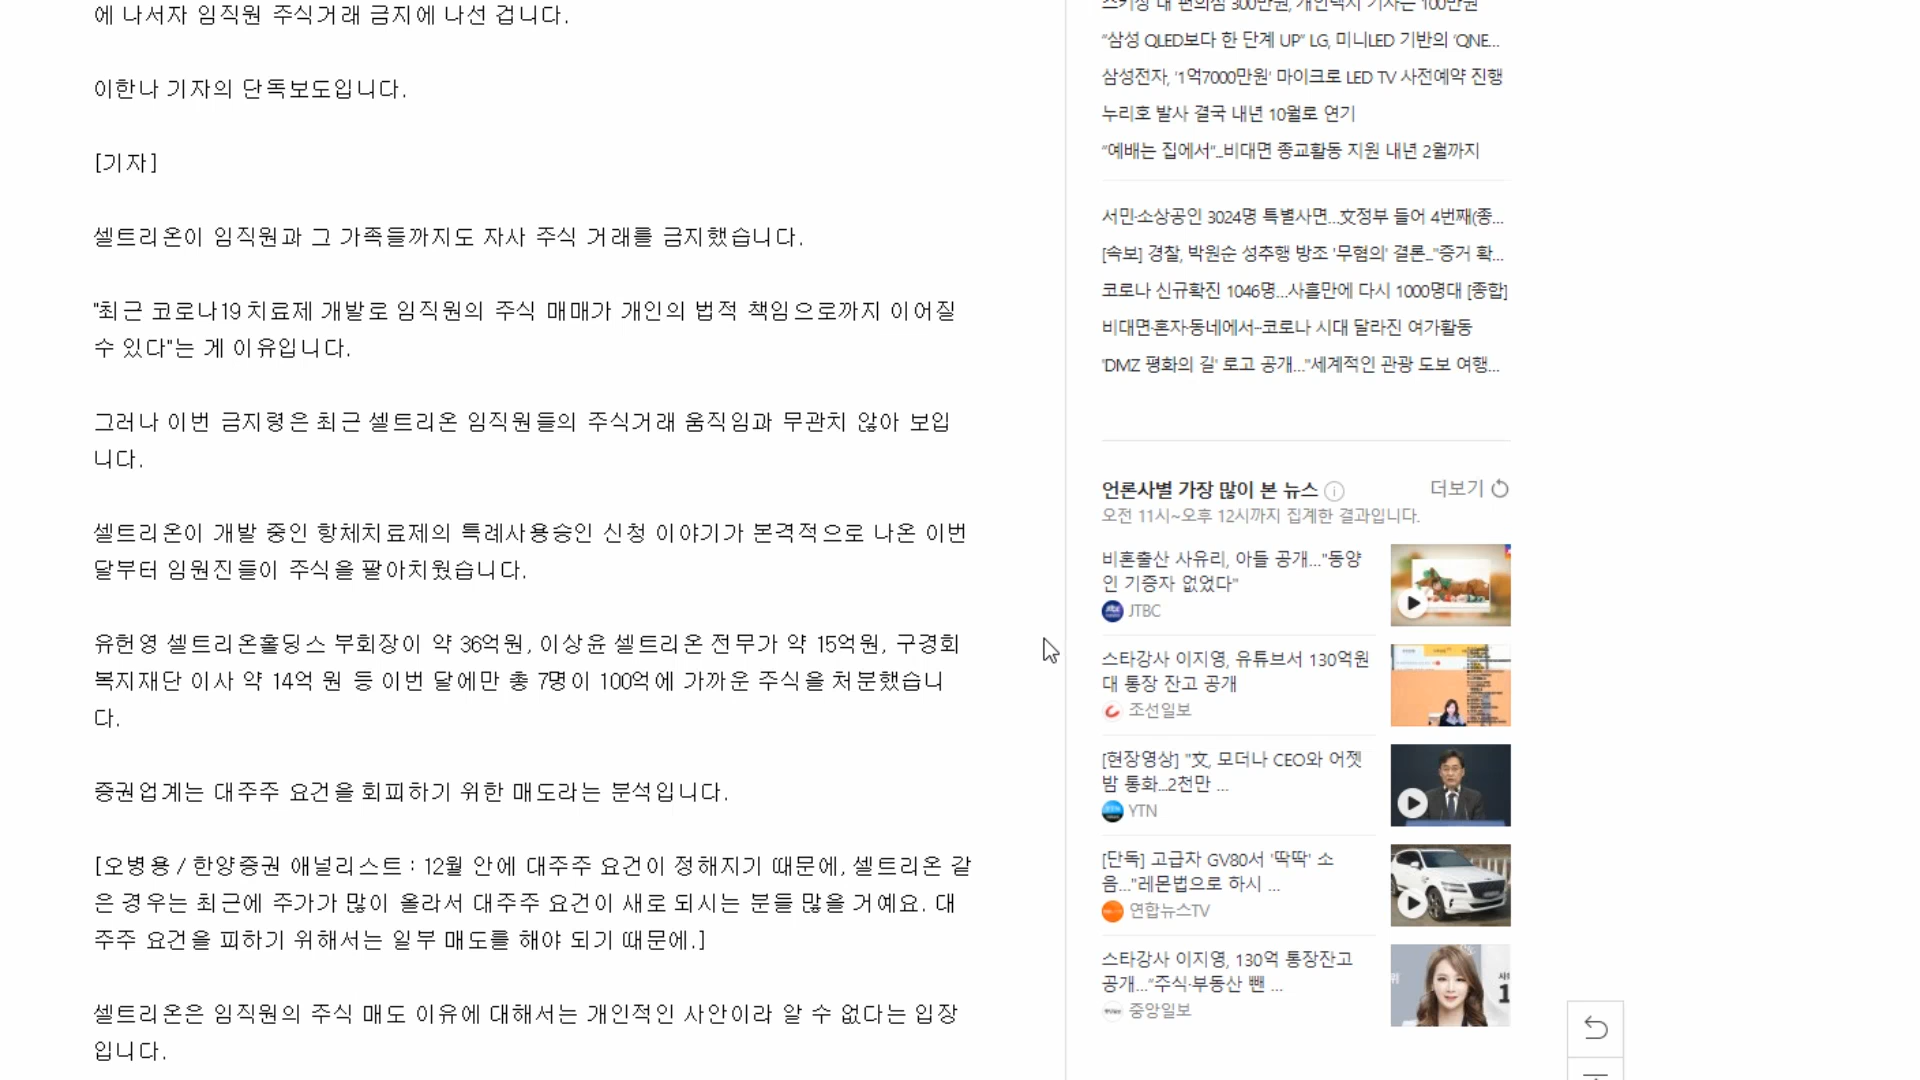 에 나서자 임직원 주식거래 금지에 나선 겁니다.
이한나 기자의 단독보도입니다.
[기자]
셀트리온이 임직원과 그 가족들까지도 자사 주식 거래를 금지했습니다.
"최근 코로나19 치료제 개발로 임직원의 주식 매매가 개인의 법적 책임으로까지 이어질
수 있다"는 게 이유입니다.
그러나 이번 금지령은 최근 셀트리온 임직원들의 주식거래 움직임과 무관치 않아 보입
니다.
셀트리온이 개발 중인 항체치료제의 특례사용승인 신청 이야기가 본격적으로 나온 이번
달부터 임원진들이 주식을 팔아치웠습니다.
유헌영 셀트리온홀딩스 부회장이 약 36억원, 이상윤 셀트리온 전무가 약 15억원, 구경회
복지재단 이사 약 14억 원 등 이번 달에만 총 7명이 100억에 가까운 주식을 처분했습니
다.
증권업계는 대주주 요건을 회피하기 위한 매도라는 분석입니다.
[오병용 / 한양증권 애널리스트 : 12월 안에 대주주 요건이 정해지기 때문에, 셀트리온 같
은 경우는 최근에 주가가 많이 올라서 대주주 요건이 새로 되시는 분들 많을 거예요. 대
주주 요건을 피하기 위해서는 일부 매도를 해야 되기 때문에.]
셀트리온은 임직원의 주식 매도 이유에 대해서는 개인적인 사안이라 알 수 없다는 입장
입니다.
스키장 내 편의점 300만원, 개인택시 기사는 100만원
"삼성 QLED보다 한 단계 UP" LG, 미니LED 기반의 'QNE...
삼성전자, '1억7000만원' 마이크로 LED TV 사전예약 진행
누리호 발사 결국 내년 10월로 연기
"예배는 집에서"…비대면 종교활동 지원 내년 2월까지
서민·소상공인 3024명 특별사면…文정부 들어 4번째(종...
[속보] 경찰, 박원순 성추행 방조 '무혐의' 결론…"증거 확...
코로나 신규확진 1046명…사흘만에 다시 1000명대 [종합]
비대면·혼자·동네에서…코로나 시대 달라진 여가활동
'DMZ 평화의 길' 로고 공개…"세계적인 관광 도보 여행...
언론사별 가장 많이 본 뉴스
더보기
오전 11시~오후 12시까지 집계한 결과입니다.
비혼출산 사유리, 아들 공개…"동양
인 기증자 없었다"
JTBC
스타강사 이지영, 유튜브서 130억원
대 통장 잔고 공개
조선일보
[현장영상] "文, 모더나 CEO와 어젯
밤 통화…2천만 ...
YTN
[단독] 고급차 GV80서 '딱딱' 소
음…"레몬법으로 하시 ...
연합뉴스TV
스타강사 이지영, 130억 통장잔고
공개…"주식·부동산 뺀 ...
중앙일보